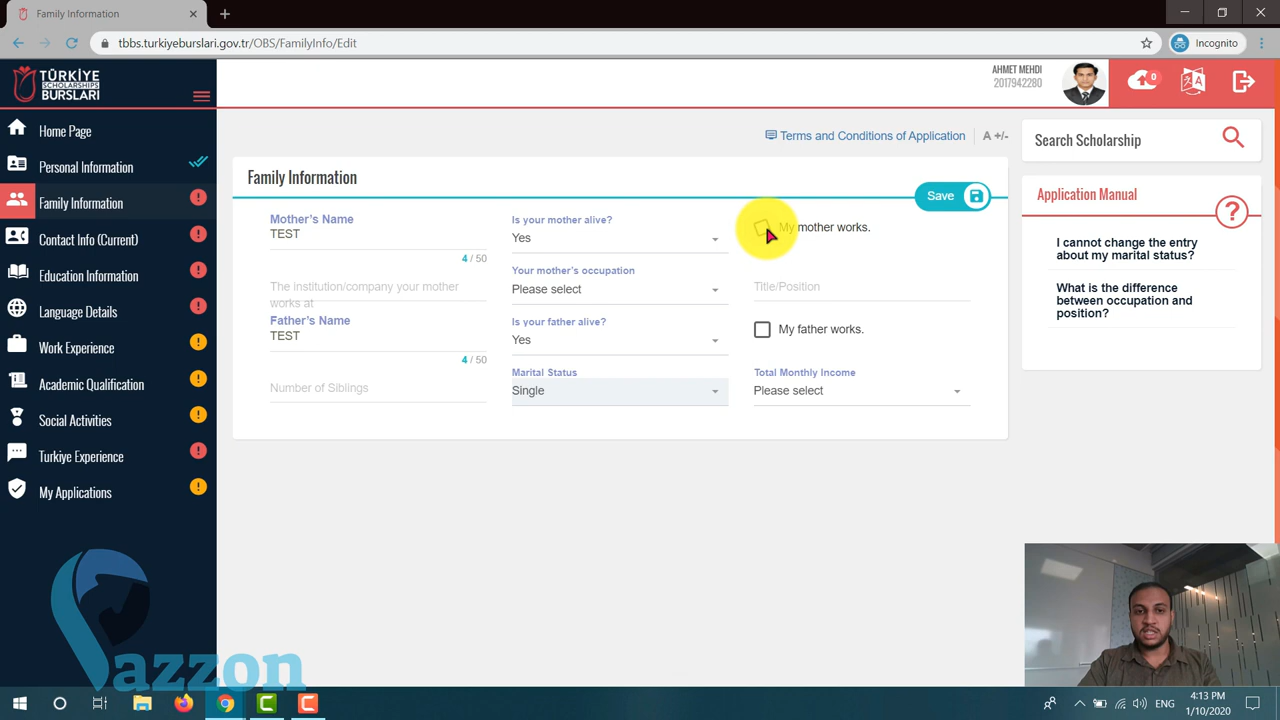 Family Information
tbbs.turkiyeburslari.gov.tr/OBS/FamilyInfo/Edit
Incognito
TÜRKİYE
SCHOLARSHIPS
BURSLARI
AHMET MEHDI
2017942280
0
Home Page
Personal Information
Family Information
Contact Info (Current)
Education Information
Language Details
Work Experience
Academic Qualification
Social Activities
Turkiye Experience
My Applications
Terms and Conditions of Application
A +/-
Family Information
Save
Mother's Name
TEST
4 / 50
Is your mother alive?
Yes
My mother works.
The institution/company your mother
works at
Your mother's occupation
Please select
Title/Position
Father's Name
TEST
4 / 50
Is your father alive?
Yes
My father works.
Number of Siblings
Marital Status
Single
Total Monthly Income
Please select
Search Scholarship
Application Manual
I cannot change the entry
about my marital status?
What is the difference
between occupation and
position?
azzon
ENG
4:13 PM
1/10/2020